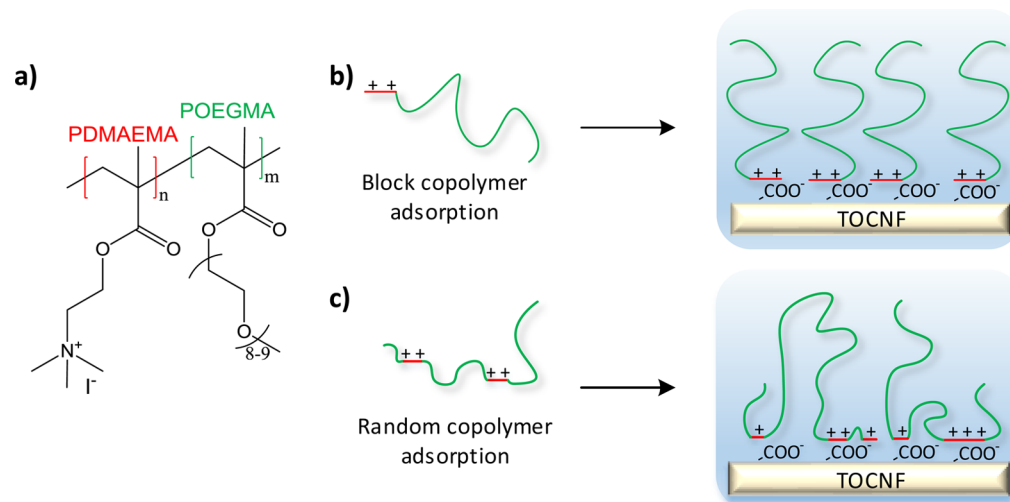 a)
PDMAEMA
POEGMA
n
m
O
O
O
O
N+
I-
O
8-9
b)
+ +
Block copolymer
adsorption
+ + + + + + + +
COO- COO- COO- COO-
TOCNF
c)
+ +
+ +
Random copolymer
adsorption
+ ++ + + +++
COO- COO- COO- COO-
TOCNF